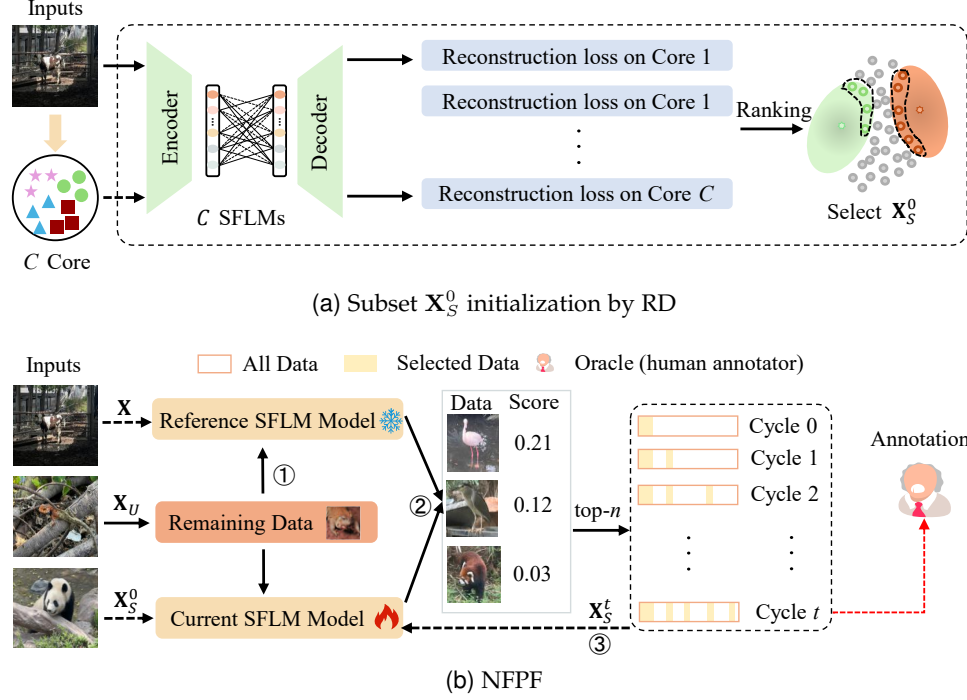 Inputs
Encoder
Decoder
C SFLMs
C Core
Reconstruction loss on Core 1
Reconstruction loss on Core 1
Reconstruction loss on Core C
Ranking
Select X_S^0
(a) Subset X_S^0 initialization by RD
Inputs
All Data
Selected Data
Oracle (human annotator)
X
Reference SFLM Model
①
X_U
Remaining Data
X_S^0
Current SFLM Model
②
Data Score
0.21
0.12
0.03
top-n
Cycle 0
Cycle 1
Cycle 2
Cycle t
X_S^t
③
Annotation
(b) NFPF